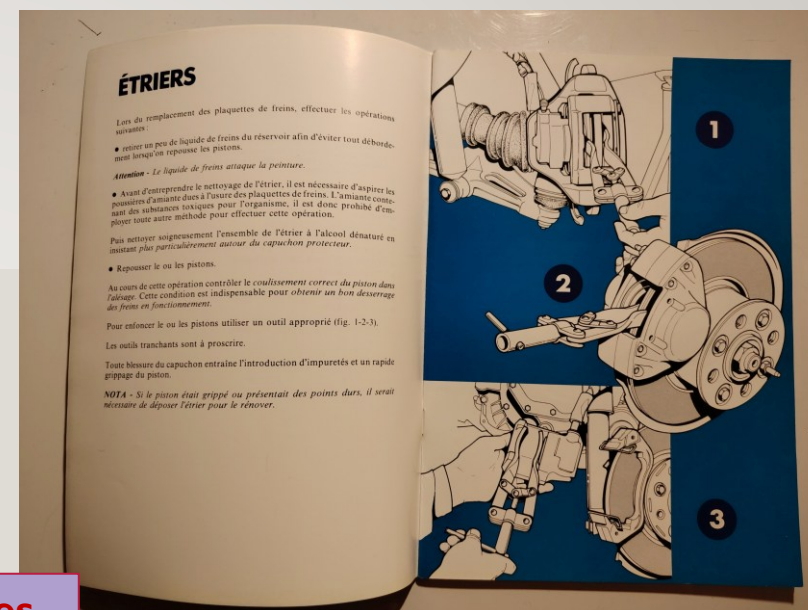 ÉTRIERS
Lors du remplacement des plaquettes de freins, effectuer les opérations
suivantes :
● retirer un peu de liquide de freins du réservoir afin d'éviter tout déborde-
ment lorsqu'on repousse les pistons.
Attention - Le liquide de freins attaque la peinture.
● Avant d'entreprendre le nettoyage de l'étrier, il est nécessaire d'aspirer les
poussières d'amiante dues à l'usure des plaquettes de freins. L'amiante conte-
nant des substances toxiques pour l'organisme, il est donc prohibé d'em-
ployer toute autre méthode pour effectuer cette opération.
Puis nettoyer soigneusement l'ensemble de l'étrier à l'alcool dénaturé en
insistant plus particulièrement autour du capuchon protecteur.
● Repousser le ou les pistons.
Au cours de cette opération contrôler le coulissement correct du piston dans
l'alésage. Cette condition est indispensable pour obtenir un bon desserrage
des freins en fonctionnement.
Pour enfoncer le ou les pistons utiliser un outil approprié (fig. 1-2-3).
Les outils tranchants sont à proscrire.
Toute blessure du capuchon entraîne l'introduction d'impuretés et un rapide
grippage du piston.
NOTA - Si le piston était grippé ou présentait des points durs, il serait
nécessaire de déposer l'étrier pour le rénover.
1
2
3